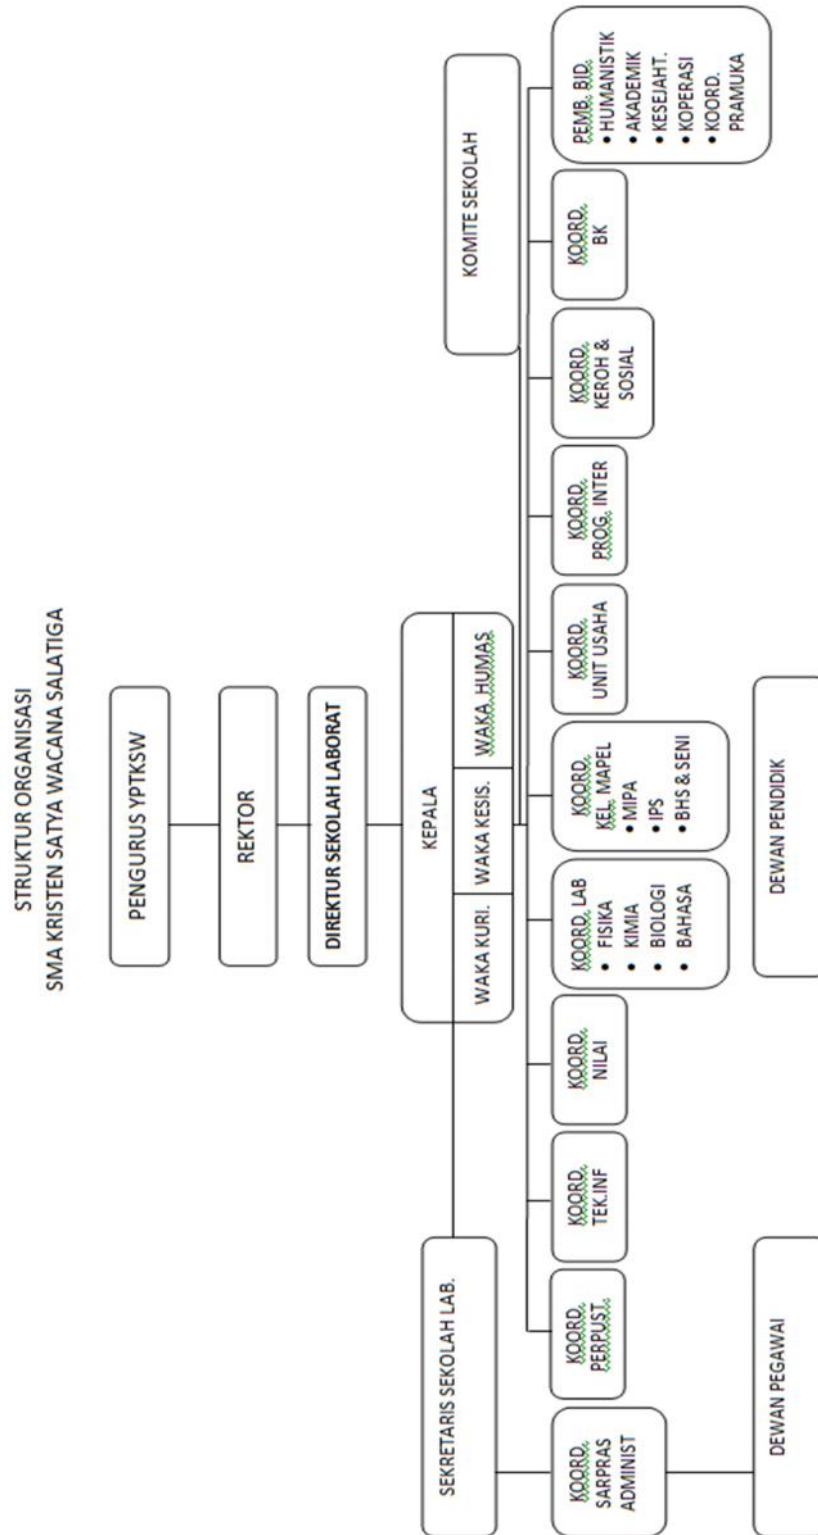 STRUKTUR ORGANISASI
SMA KRISTEN SATYA WACANA SALATIGA
PENGURUS YPTKSW
REKTOR
DIREKTUR SEKOLAH LABORAT
KEPALA
WAKA KURI.
WAKA KESIS.
WAKA HUMAS
SEKRETARIS SEKOLAH LAB.
KOMITE SEKOLAH
KOORD.
SARPRAS
ADMINIST
KOORD.
PERPUST.
KOORD.
TEK.INF
KOORD.
NILAI
KOORD. LAB
• FISIKA
• KIMIA
• BIOLOGI
• BAHASA
KOORD.
KEL. MAPEL
• MIPA
• IPS
• BHS & SENI
KOORD.
UNIT USAHA
KOORD.
PROG. INTER
KOORD.
KEROH &
SOSIAL
KOORD.
BK
PEMB. BID.
• HUMANISTIK
• AKADEMIK
• KESEJAHT.
• KOPERASI
• KOORD.
PRAMUKA
DEWAN PEGAWAI
DEWAN PENDIDIK